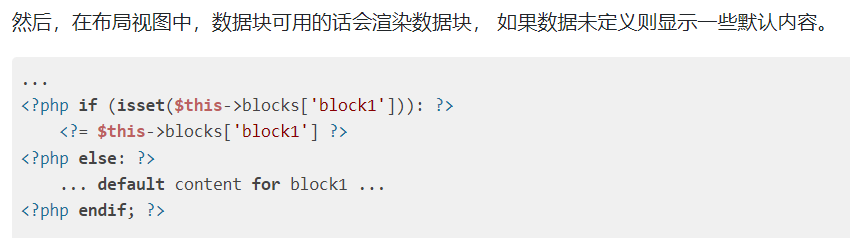 然后，在布局视图中，数据块可用的话会渲染数据块， 如果数据未定义则显示一些默认内容。
...
<?php if (isset($this->blocks['block1'])): ?>
    <?= $this->blocks['block1'] ?>
<?php else: ?>
    ... default content for block1 ...
<?php endif; ?>